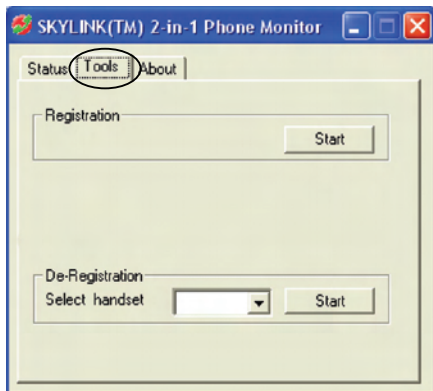 SKYLINK(TM) 2-in-1 Phone Monitor
Status Tools About
Registration
Start
De-Registration
Select handset Start